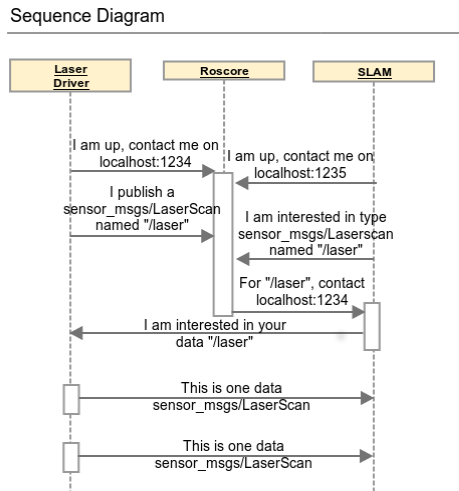 Sequence Diagram
Laser
Driver
Roscore
SLAM
I am up, contact me on
localhost:1234
I am up, contact me on
localhost:1235
I publish a
sensor_msgs/LaserScan
named "/laser"
I am interested in type
sensor_msgs/Laserscan
named "/laser"
For "/laser", contact
localhost:1234
I am interested in your
data "/laser"
This is one data
sensor_msgs/LaserScan
This is one data
sensor_msgs/LaserScan